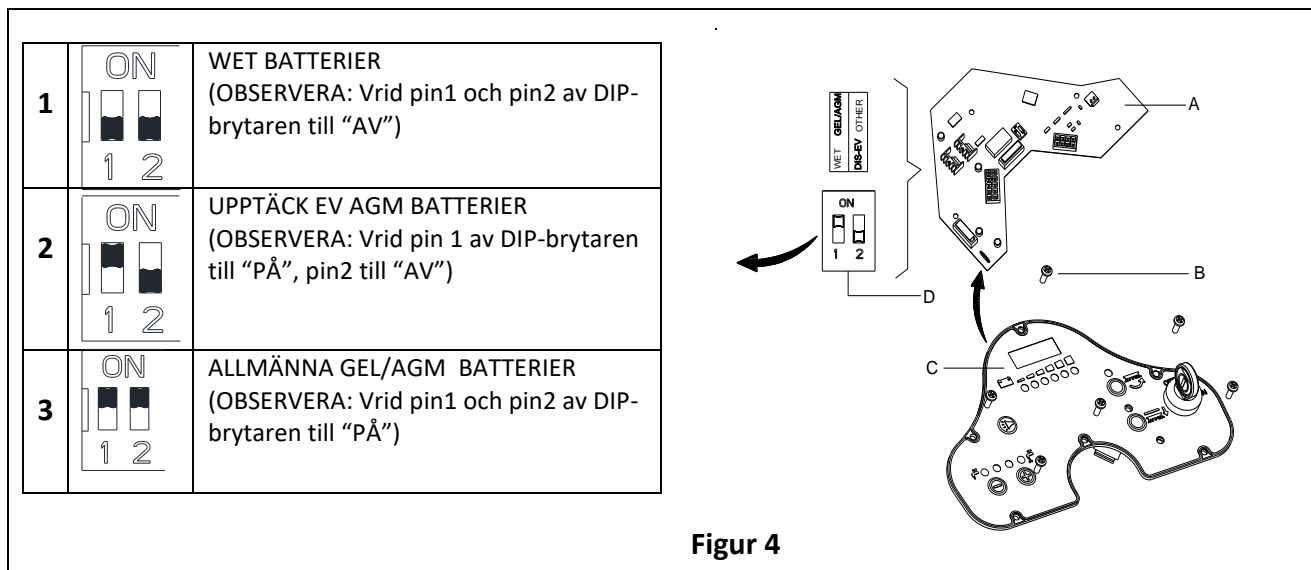 1
ON
1 2
WET BATTERIER
(OBSERVERA: Vrid pin1 och pin2 av DIP-
brytaren till “AV”)
2
ON
1 2
UPPTÄCK EV AGM BATTERIER
(OBSERVERA: Vrid pin 1 av DIP-brytaren
till “PÅ”, pin2 till “AV”)
3
ON
1 2
ALLMÄNNA GEL/AGM BATTERIER
(OBSERVERA: Vrid pin1 och pin2 av DIP-
brytaren till “PÅ”)
WET GEL/AGM
DIS-EV OTHER
ON
1 2
D
A
B
C
Figur 4